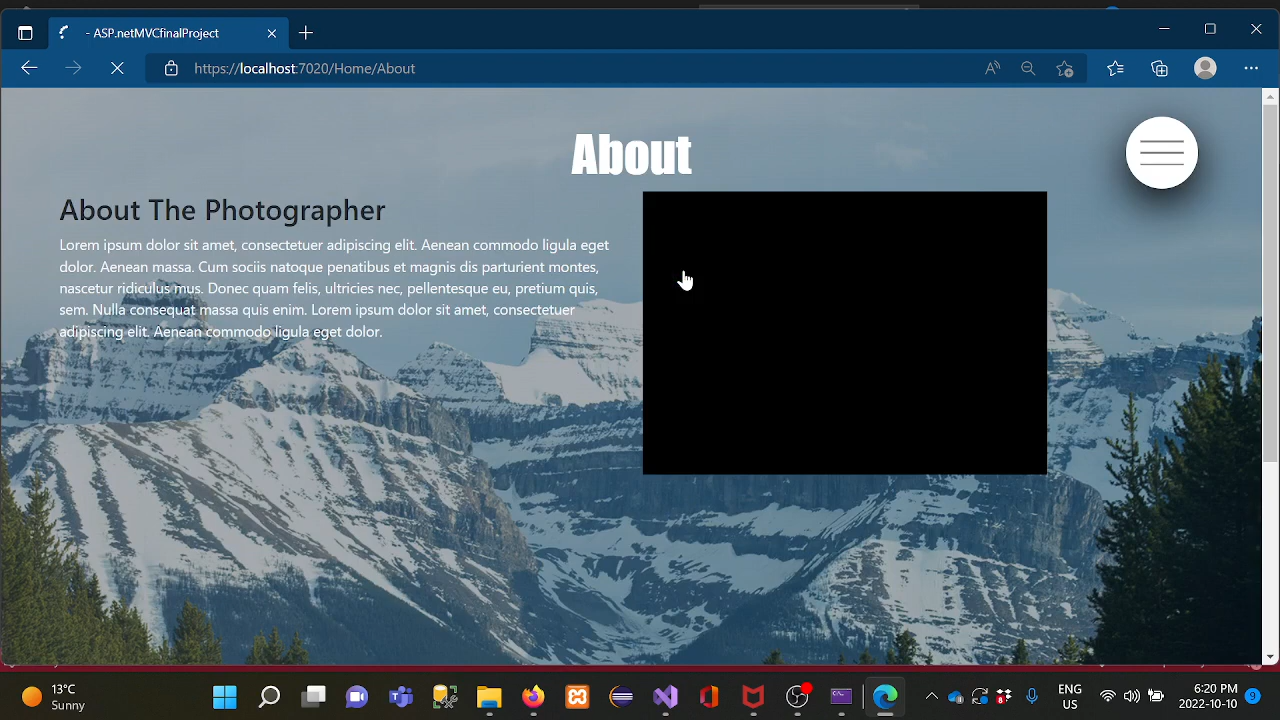 - ASP.netMVCfinalProject
https://localhost:7020/Home/About
About
About The Photographer
Lorem ipsum dolor sit amet, consectetuer adipiscing elit. Aenean commodo ligula eget
dolor. Aenean massa. Cum sociis natoque penatibus et magnis dis parturient montes,
nascetur ridiculus mus. Donec quam felis, ultricies nec, pellentesque eu, pretium quis,
sem. Nulla consequat massa quis enim. Lorem ipsum dolor sit amet, consectetuer
adipiscing elit. Aenean commodo ligula eget dolor.
13°C
Sunny
ENG
US
6:20 PM
2022-10-10
9